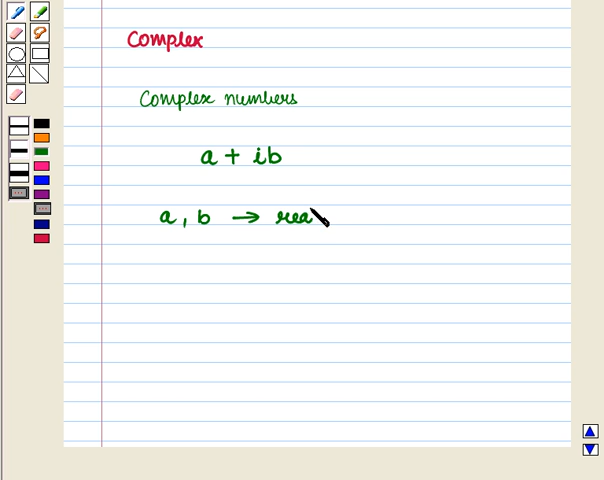 Complex
Complex numbers
a + ib
a, b → rea